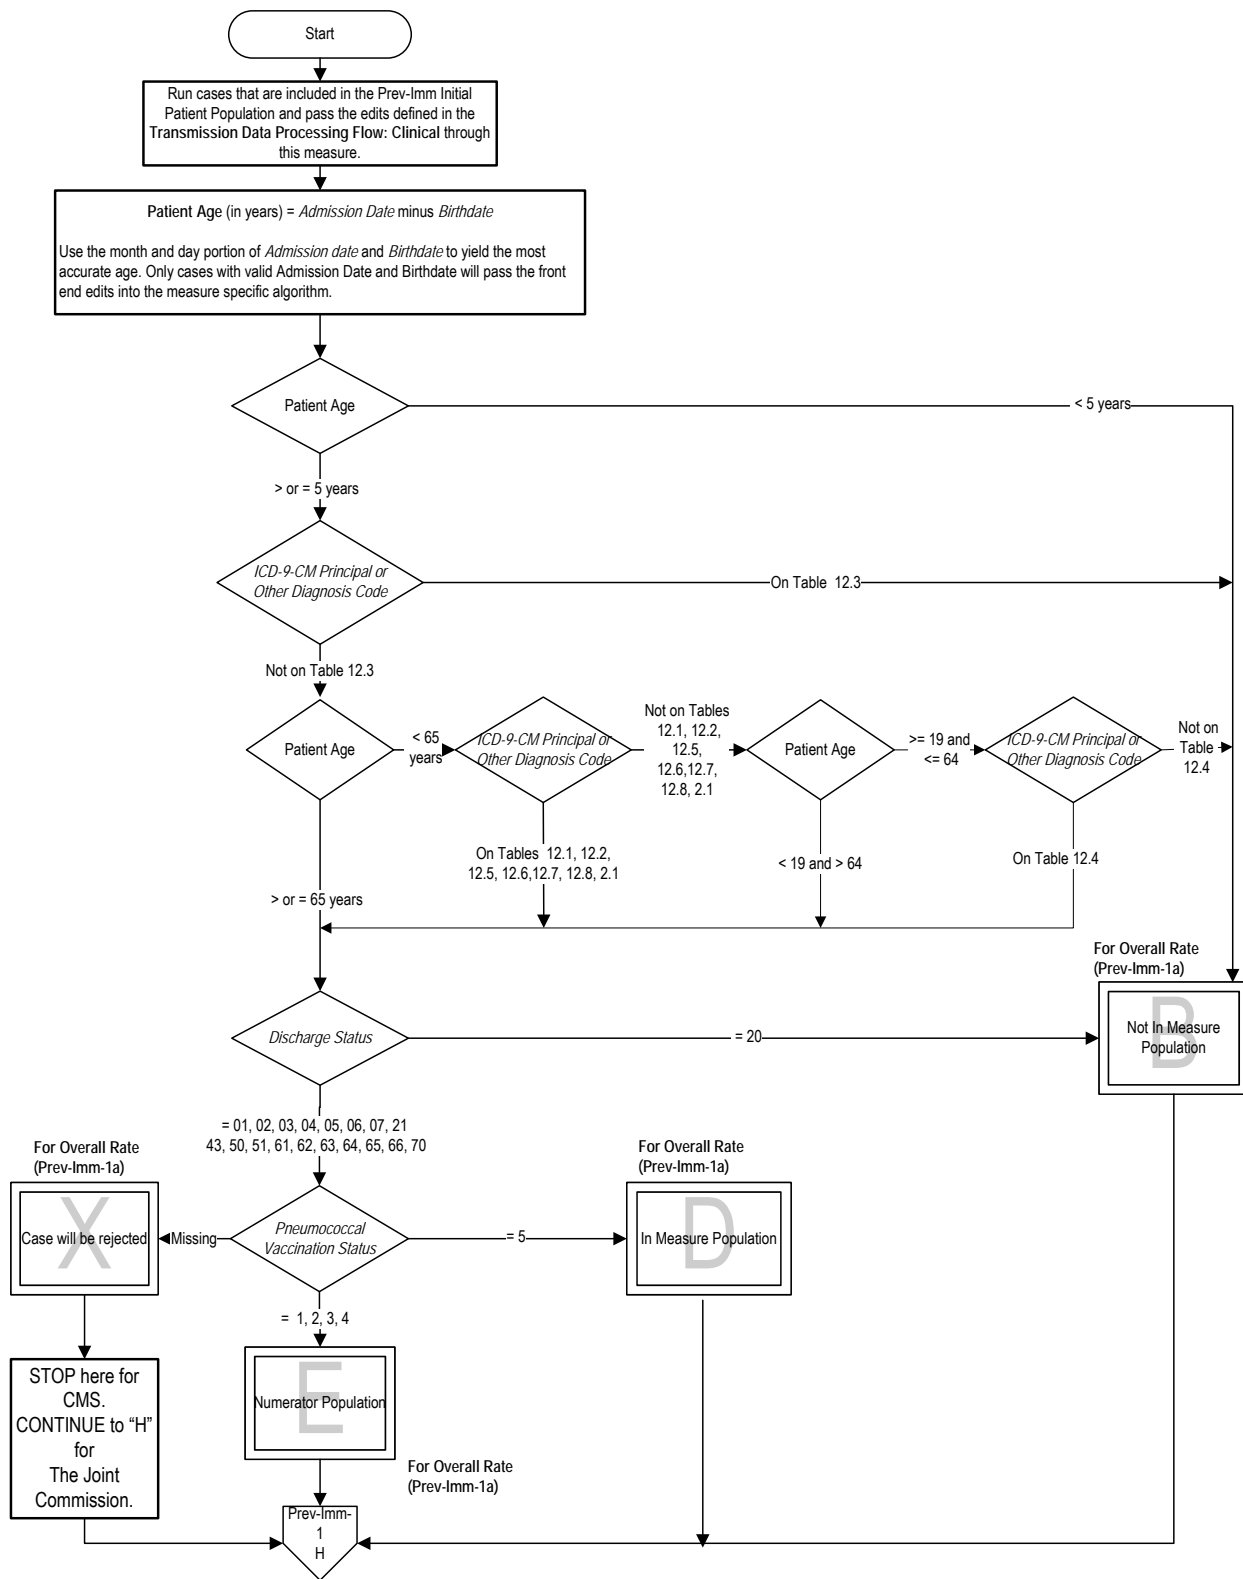 Start
Run cases that are included in the Prev-Imm Initial
Patient Population and pass the edits defined in the
Transmission Data Processing Flow: Clinical through
this measure.
Patient Age (in years) = Admission Date minus Birthdate
Use the month and day portion of Admission date and Birthdate to yield the most
accurate age. Only cases with valid Admission Date and Birthdate will pass the front
end edits into the measure specific algorithm.
Patient Age
< 5 years
> or = 5 years
ICD-9-CM Principal or
Other Diagnosis Code
On Table 12.3
Not on Table 12.3
Patient Age
< 65
years
ICD-9-CM Principal or
Other Diagnosis Code
Not on Tables
12.1, 12.2,
12.5,
12.6,12.7,
12.8, 2.1
Patient Age
>= 19 and
<= 64
ICD-9-CM Principal or
Other Diagnosis Code
Not on
Table
12.4
On Tables 12.1, 12.2,
12.5, 12.6,12.7, 12.8, 2.1
< 19 and > 64
On Table 12.4
> or = 65 years
For Overall Rate
(Prev-Imm-1a)
B
Not In Measure
Population
Discharge Status
= 20
= 01, 02, 03, 04, 05, 06, 07, 21
43, 50, 51, 61, 62, 63, 64, 65, 66, 70
For Overall Rate
(Prev-Imm-1a)
X
Case will be rejected
Missing
Pneumococcal
Vaccination Status
= 5
For Overall Rate
(Prev-Imm-1a)
D
In Measure Population
= 1, 2, 3, 4
STOP here for
CMS.
CONTINUE to “H”
for
The Joint
Commission.
E
Numerator Population
For Overall Rate
(Prev-Imm-1a)
Prev-Imm-
1
H